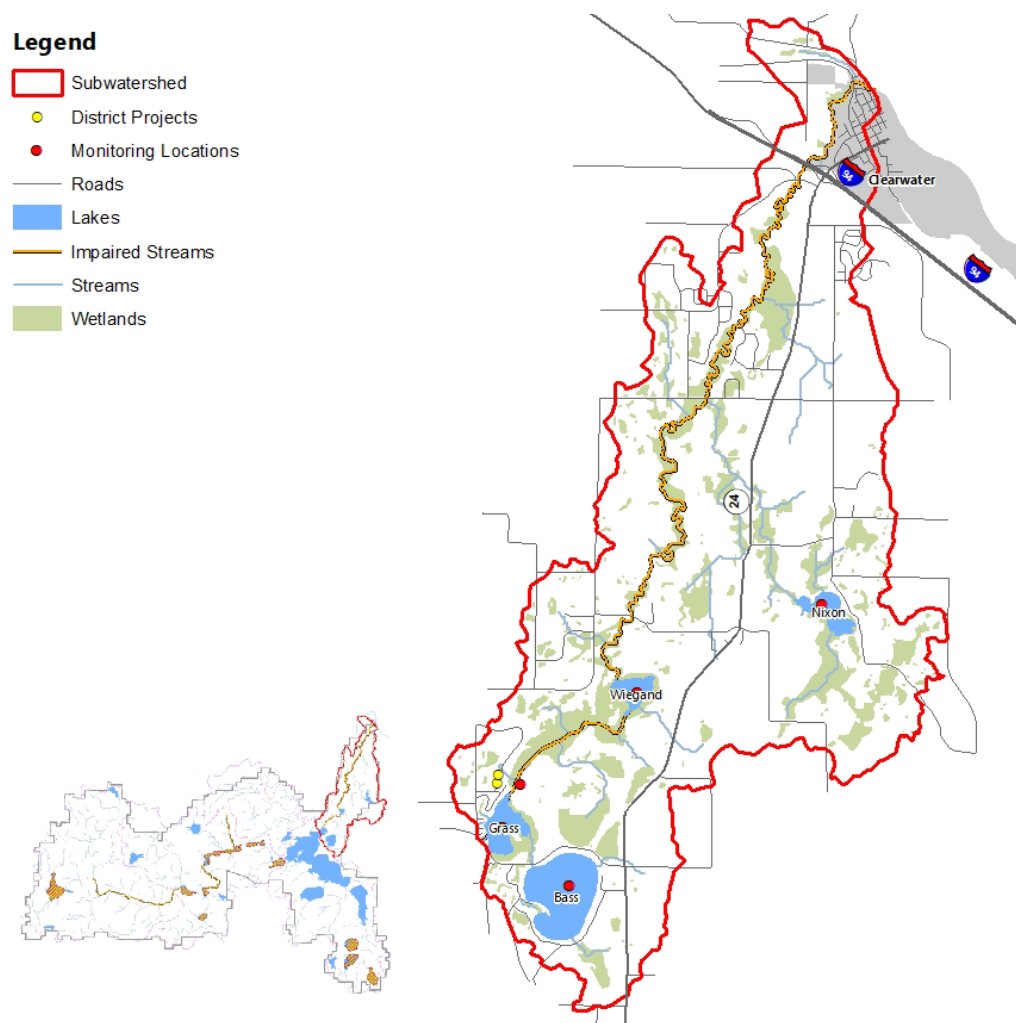 Legend
Subwatershed
District Projects
Monitoring Locations
Roads
Lakes
Impaired Streams
Streams
Wetlands
94
Clearwater
94
24
Nixon
Wiegand
Grass
Bass